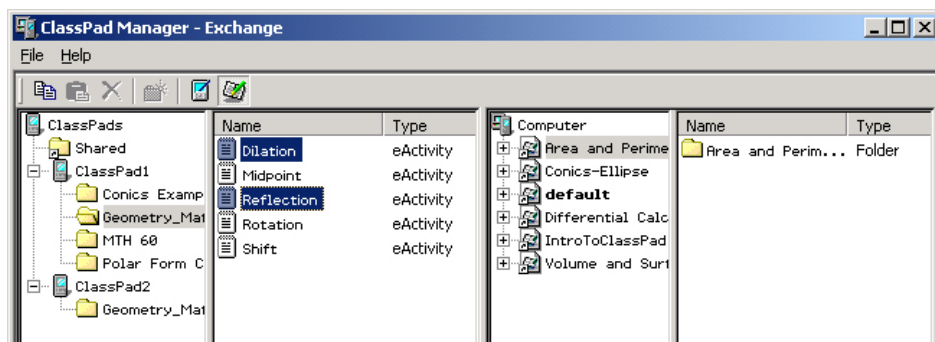 ClassPad Manager - Exchange
File Help
ClassPads
Shared
ClassPad1
Conics Examp
Geometry_Mat
MTH 60
Polar Form C
ClassPad2
Geometry_Mat
Name Type
Dilation eActivity
Midpoint eActivity
Reflection eActivity
Rotation eActivity
Shift eActivity
Computer
Area and Perime
Conics-Ellipse
default
Differential Calc
IntroToClassPad
Volume and Surf
Name Type
Area and Perim... Folder